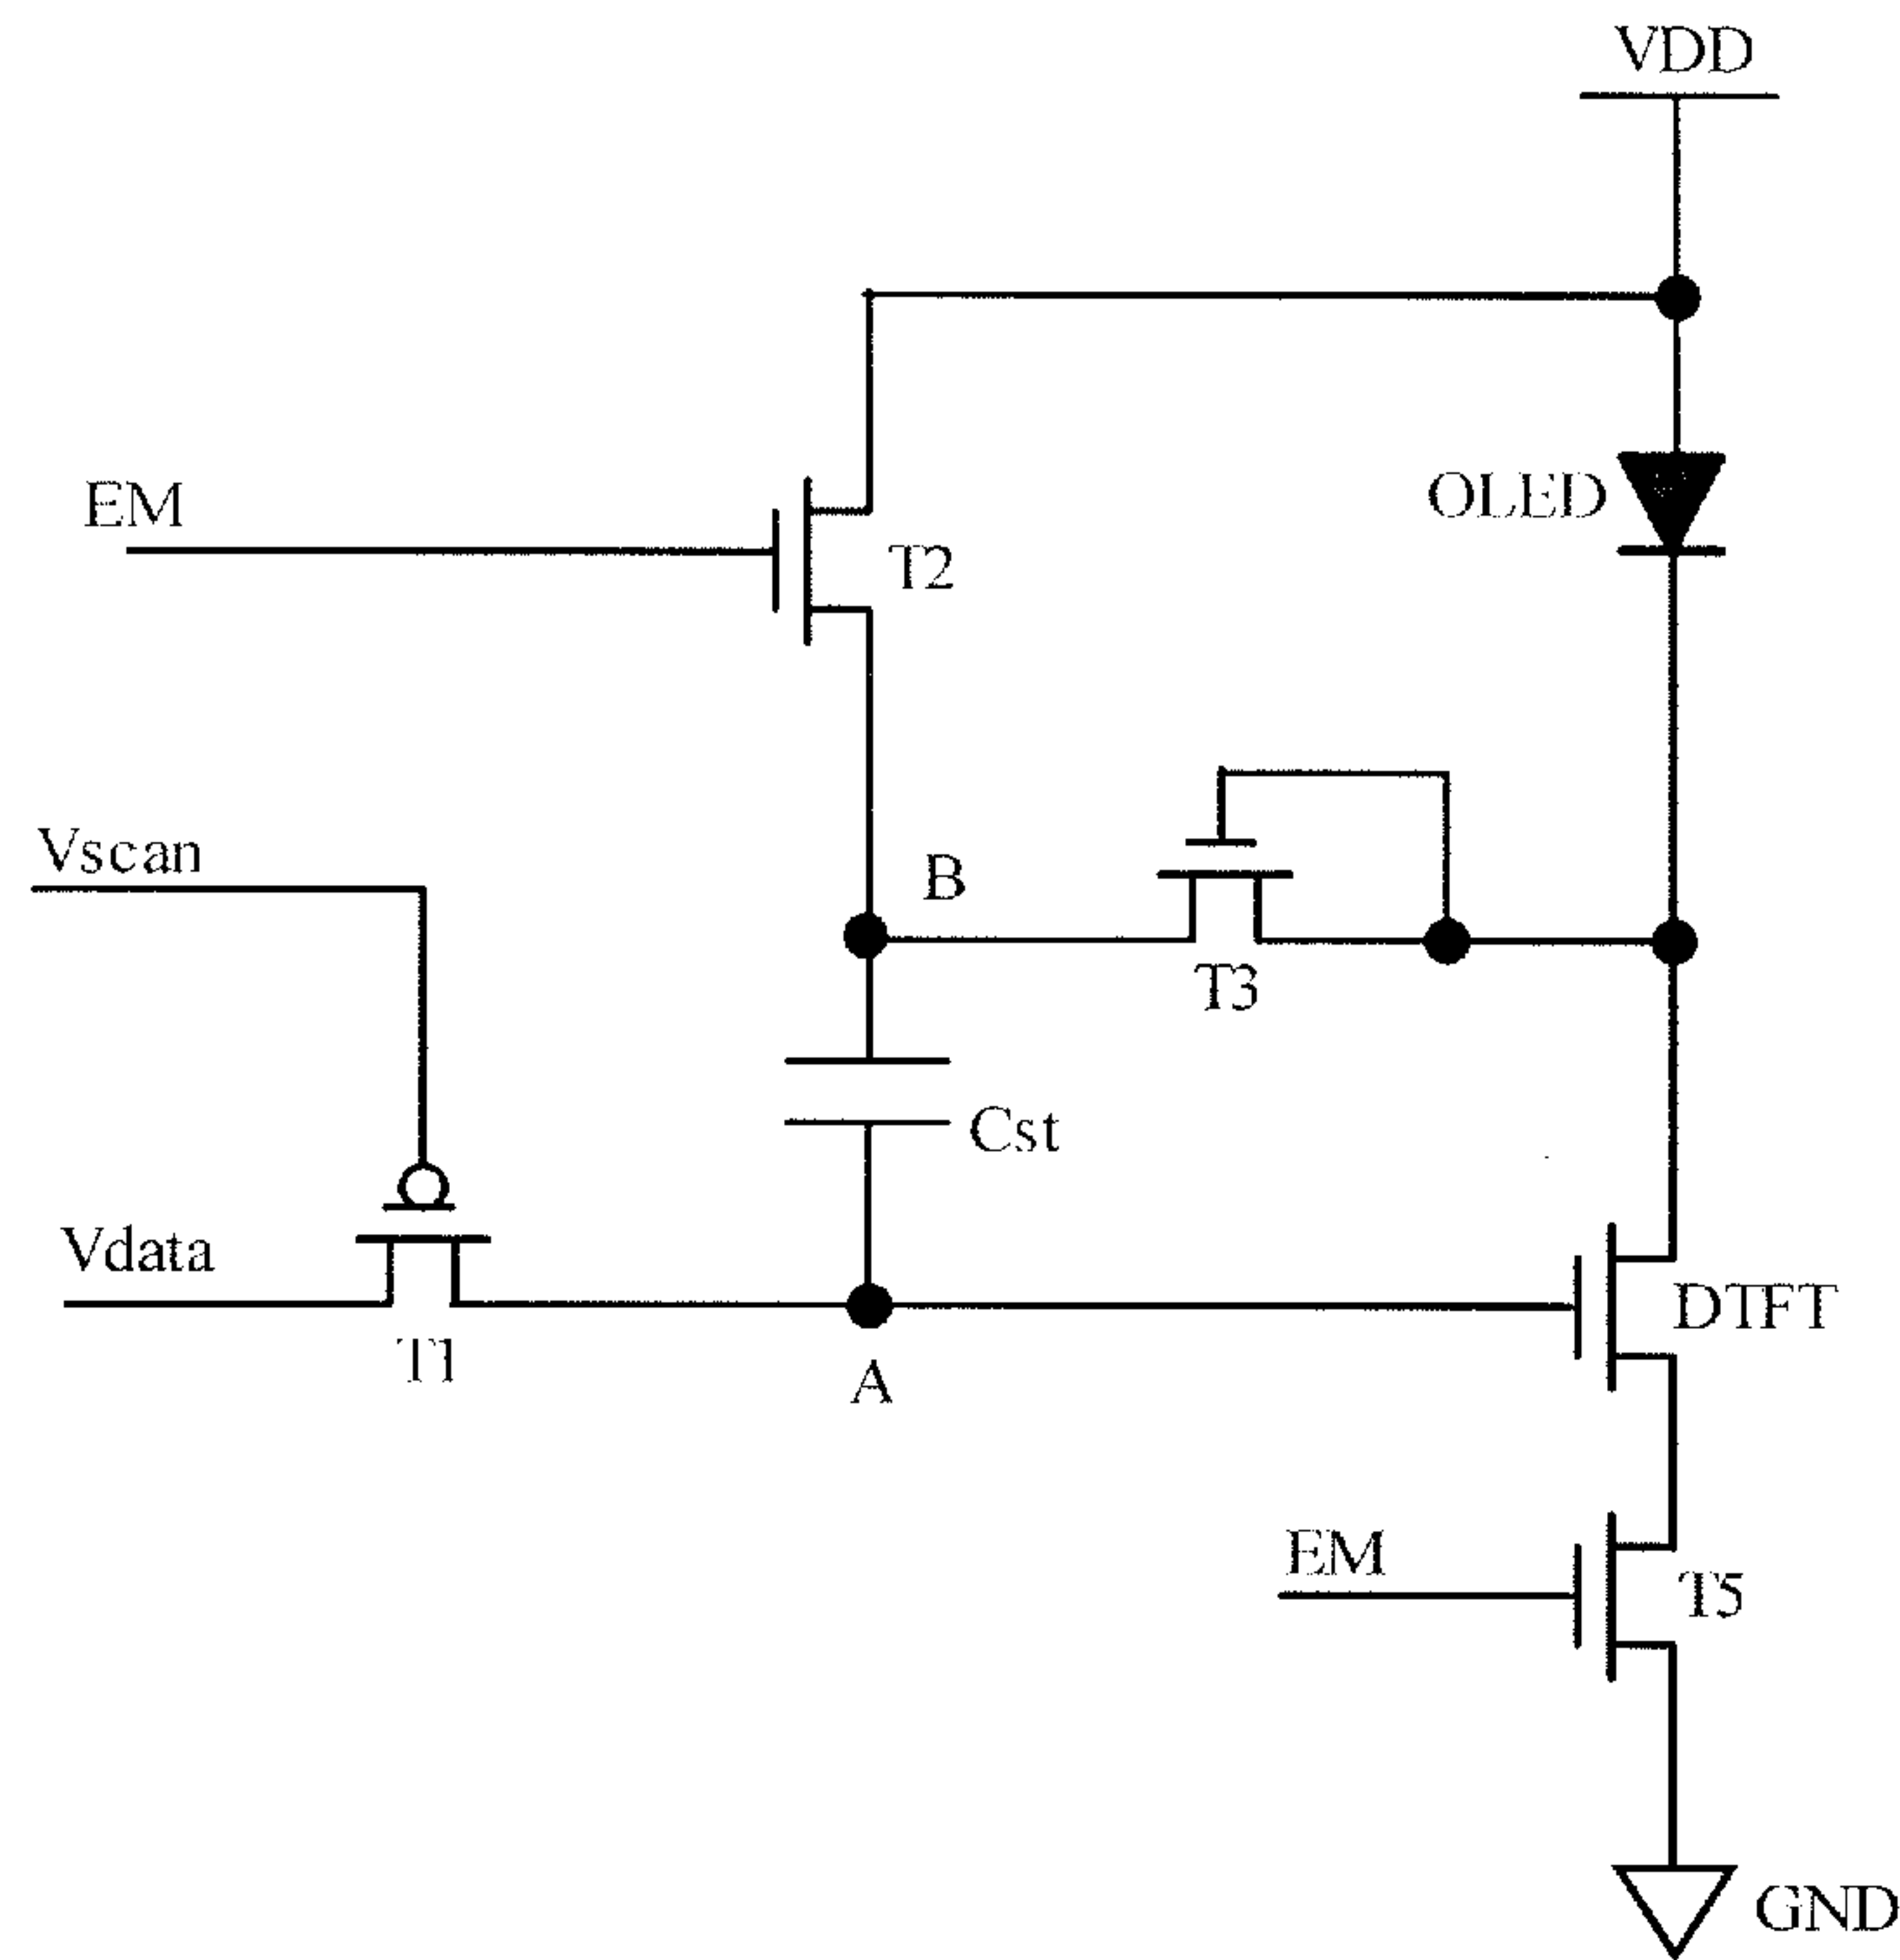 VDD
EM
OLED
T2
Vscan
B
T3
Cst
Vdata
DTFT
T1
A
EM
T5
GND